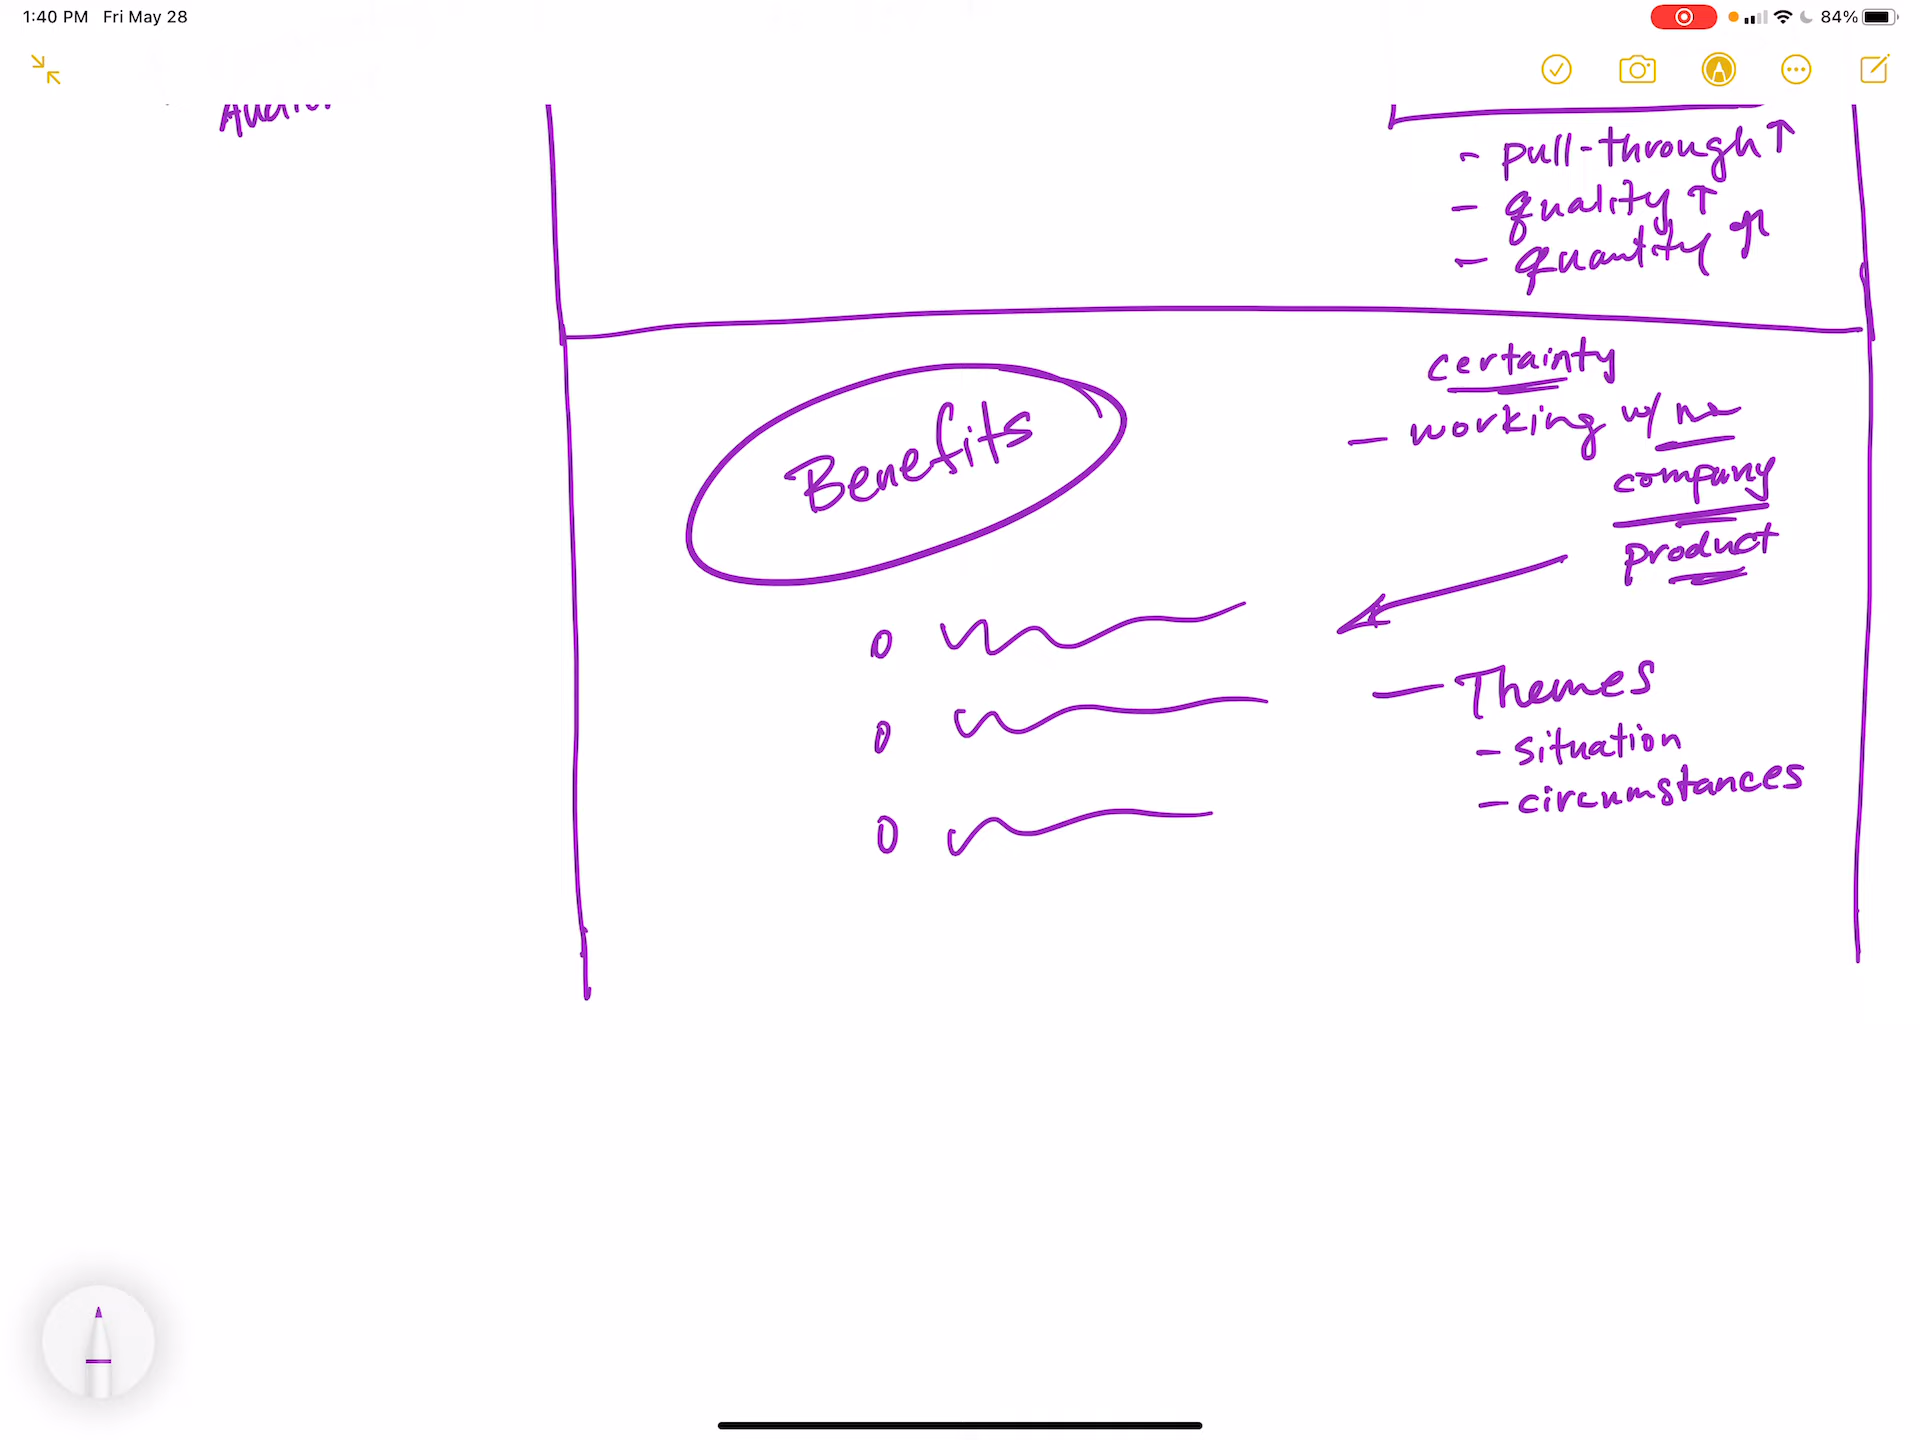 1:40 PM Fri May 28
84%
- pull-through ↑
- quality ↑
- quantity ↑
certainty
Benefits
- working w/
company
product
- Themes
- situation
- circumstances